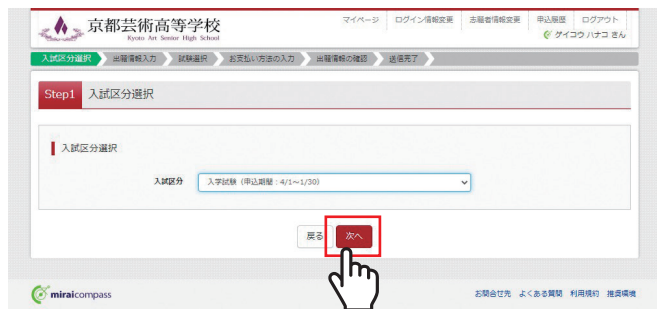 京都芸術高等学校
Kyoto Art Senior High School
マイページ ログイン情報変更 志願者情報変更 申込履歴 ログアウト
ゲイコウ ハナコ さん
入試区分選択 出願情報入力 試験選択 お支払い方法の入力 出願情報の確認 送信完了
Step1 入試区分選択
入試区分選択
入試区分 入学試験（申込期間：4/1～1/30）
戻る 次へ
miraicompass
お問合せ先 よくある質問 利用規約 推奨環境